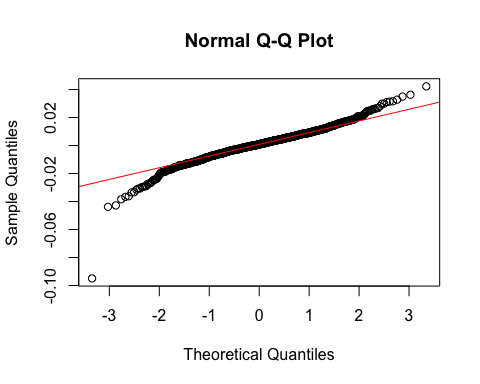 Normal Q-Q Plot
Sample Quantiles
0.02
-0.02
-0.06
-0.10
-3 -2 -1 0 1 2 3
Theoretical Quantiles